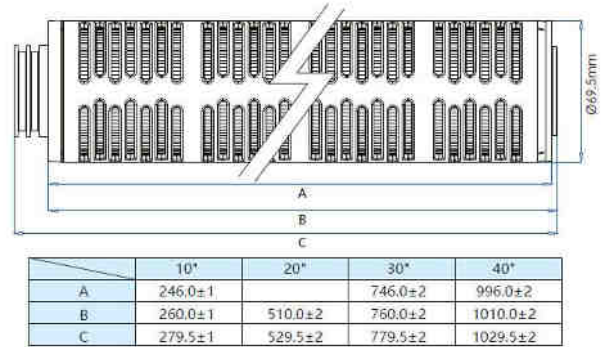 Ø69.5mm
A
B
C
10" 20" 30" 40"
A 246.0±1 746.0±2 996.0±2
B 260.0±1 510.0±2 760.0±2 1010.0±2
C 279.5±1 529.5±2 779.5±2 1029.5±2